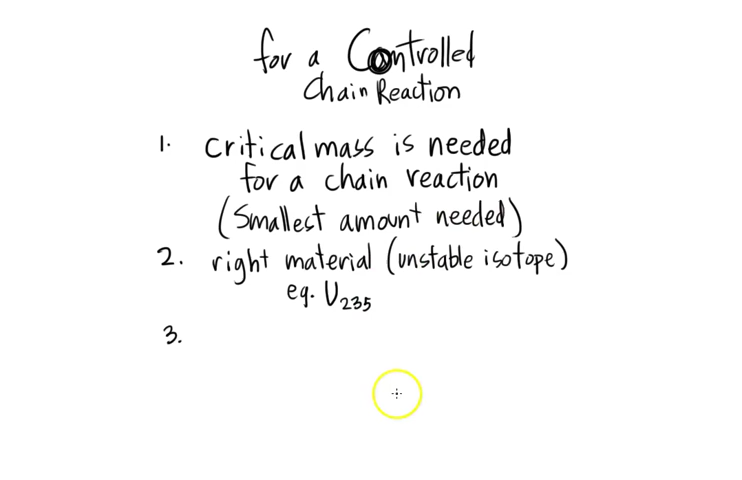 for a Controlled
Chain Reaction
1. critical mass is needed
for a chain reaction
(Smallest amount needed)
2. right material (unstable isotope)
eg. U235
3.